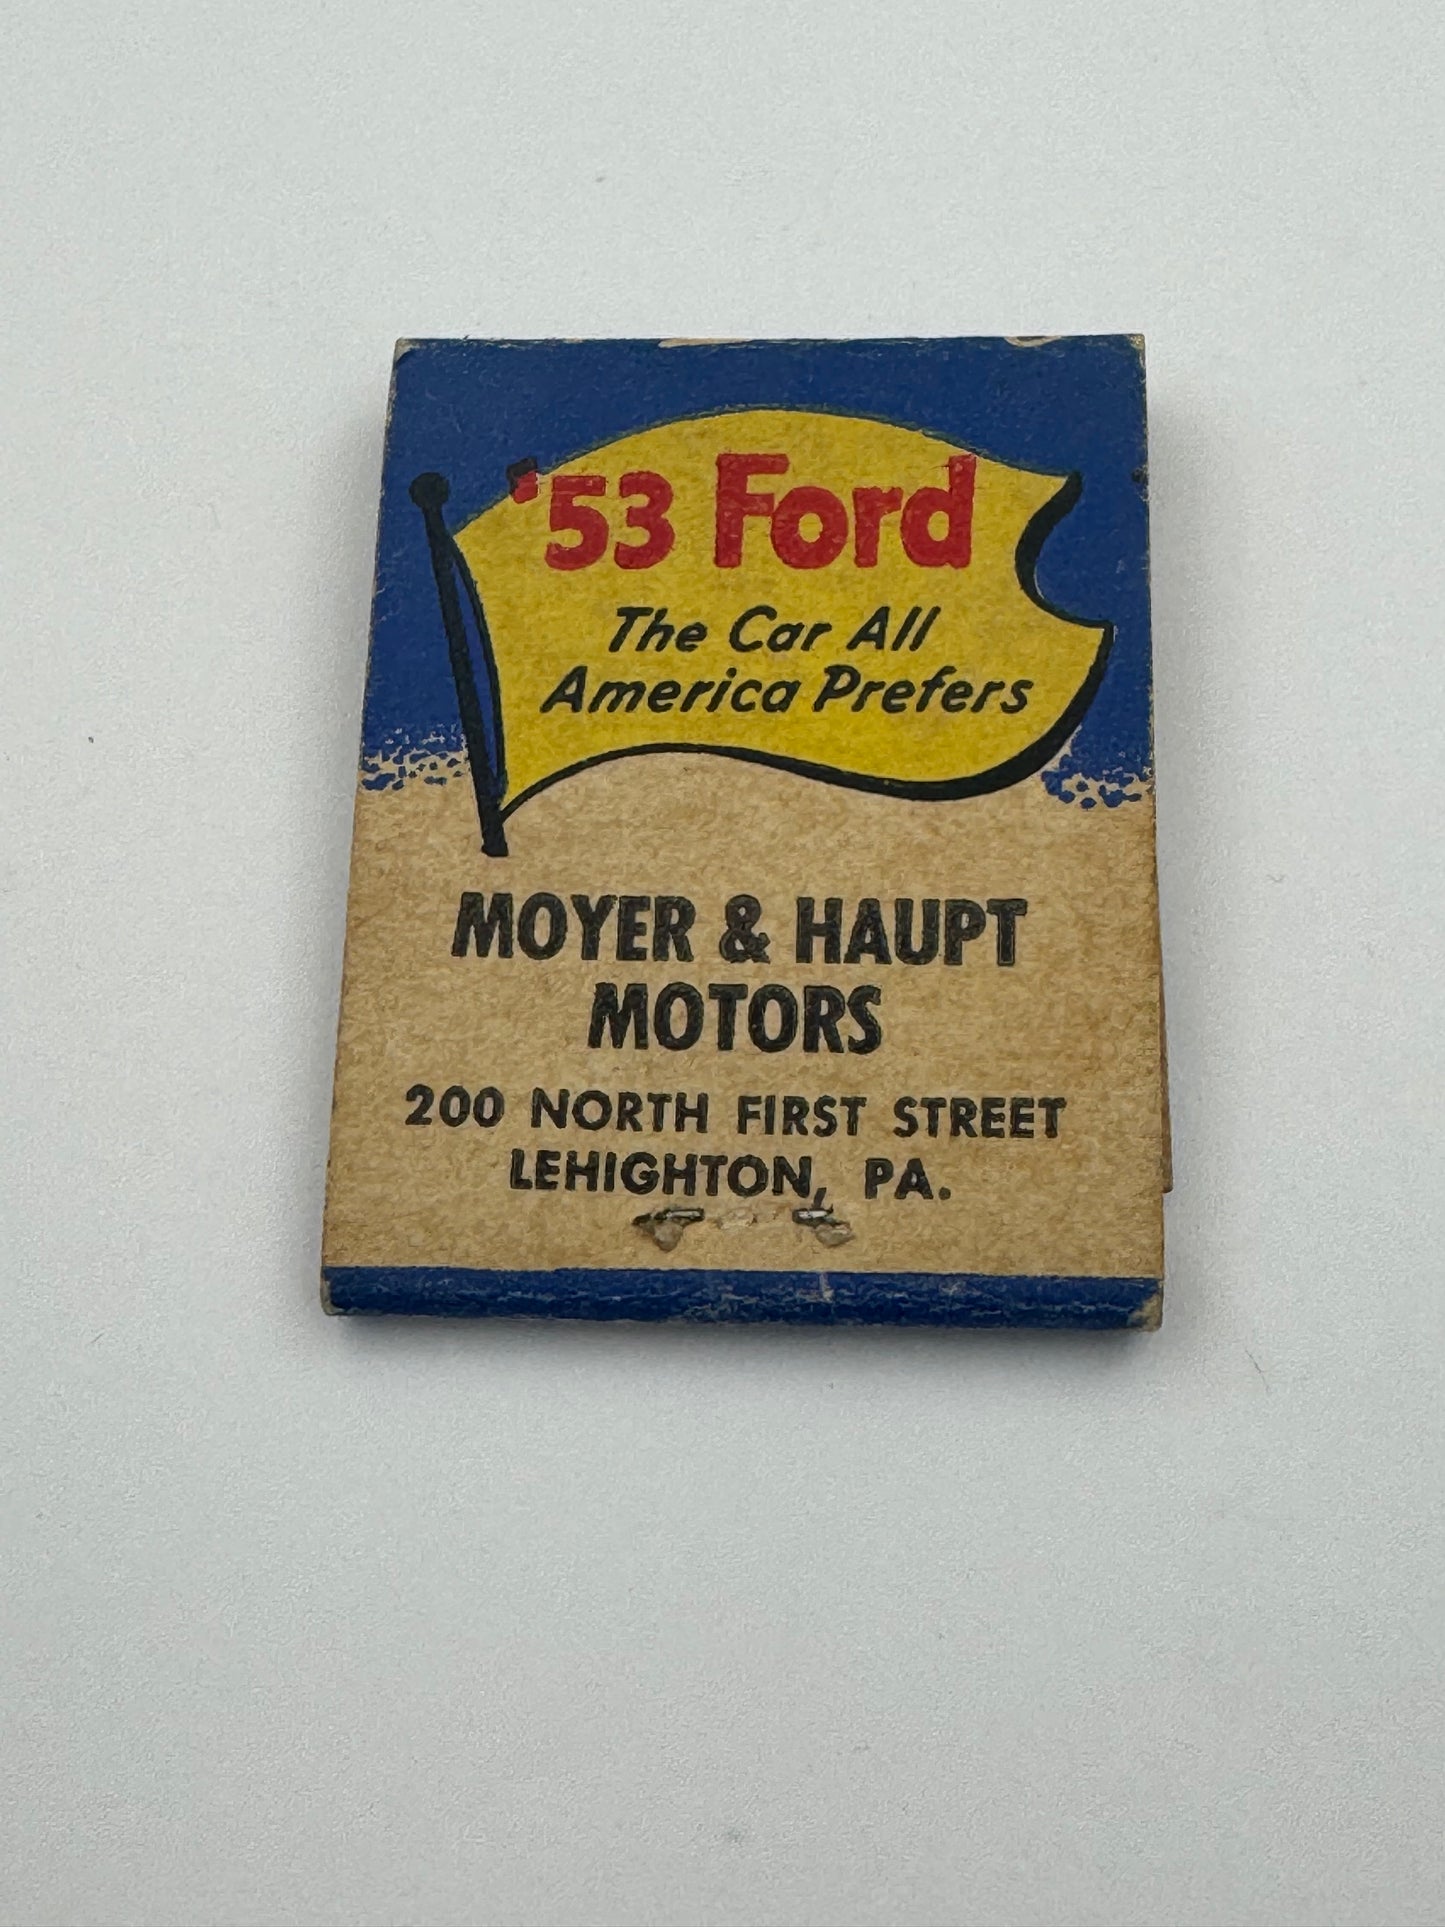 '53 Ford
The Car All
America Prefers
MOYER & HAUPT
MOTORS
200 NORTH FIRST STREET
LEHIGHTON, PA.